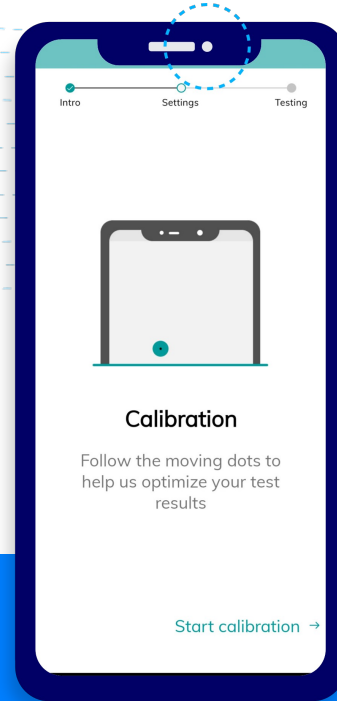 Intro Settings Testing
Calibration
Follow the moving dots to
help us optimize your test
results
Start calibration →